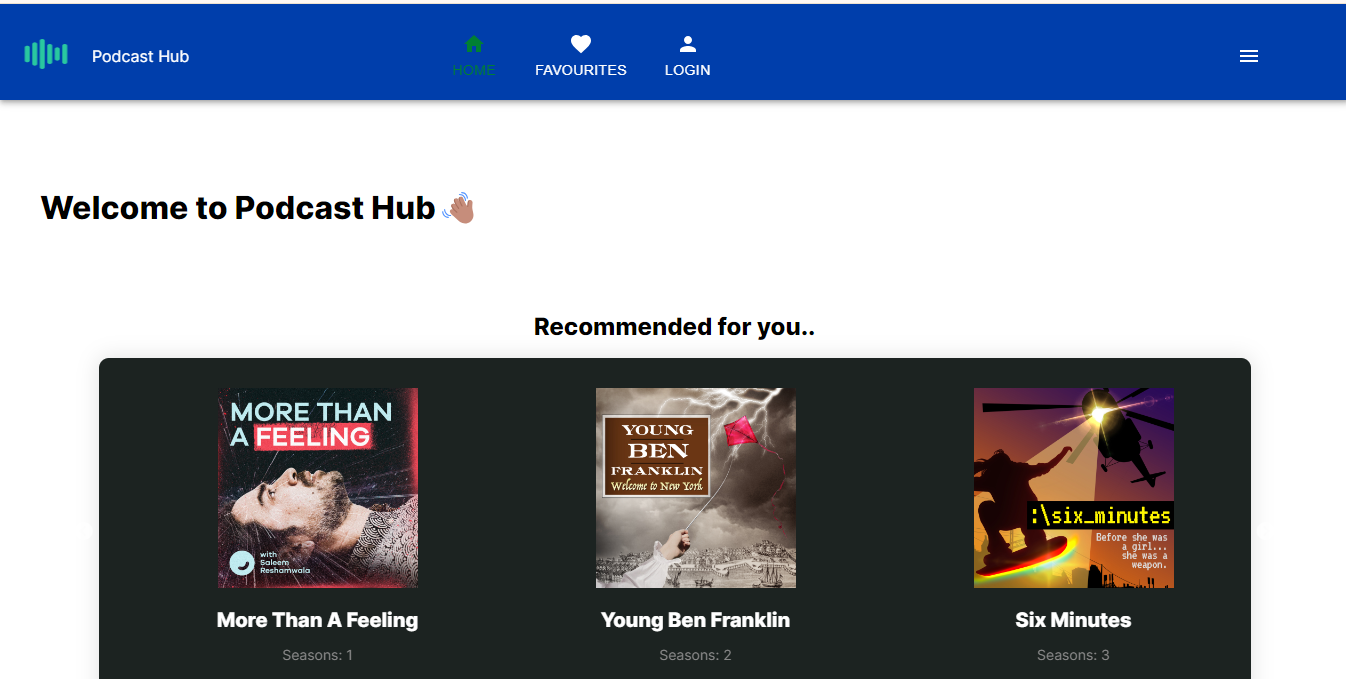 Podcast Hub
HOME
FAVOURITES
LOGIN
Welcome to Podcast Hub 👋🏽
Recommended for you..
MORE THAN
A FEELING
with
Saleem
Reshamwala
YOUNG
BEN
FRANKLIN
Welcome to New York
:\six_minutes
Before she was
a girl...
she was a
weapon.
More Than A Feeling
Young Ben Franklin
Six Minutes
Seasons: 1
Seasons: 2
Seasons: 3